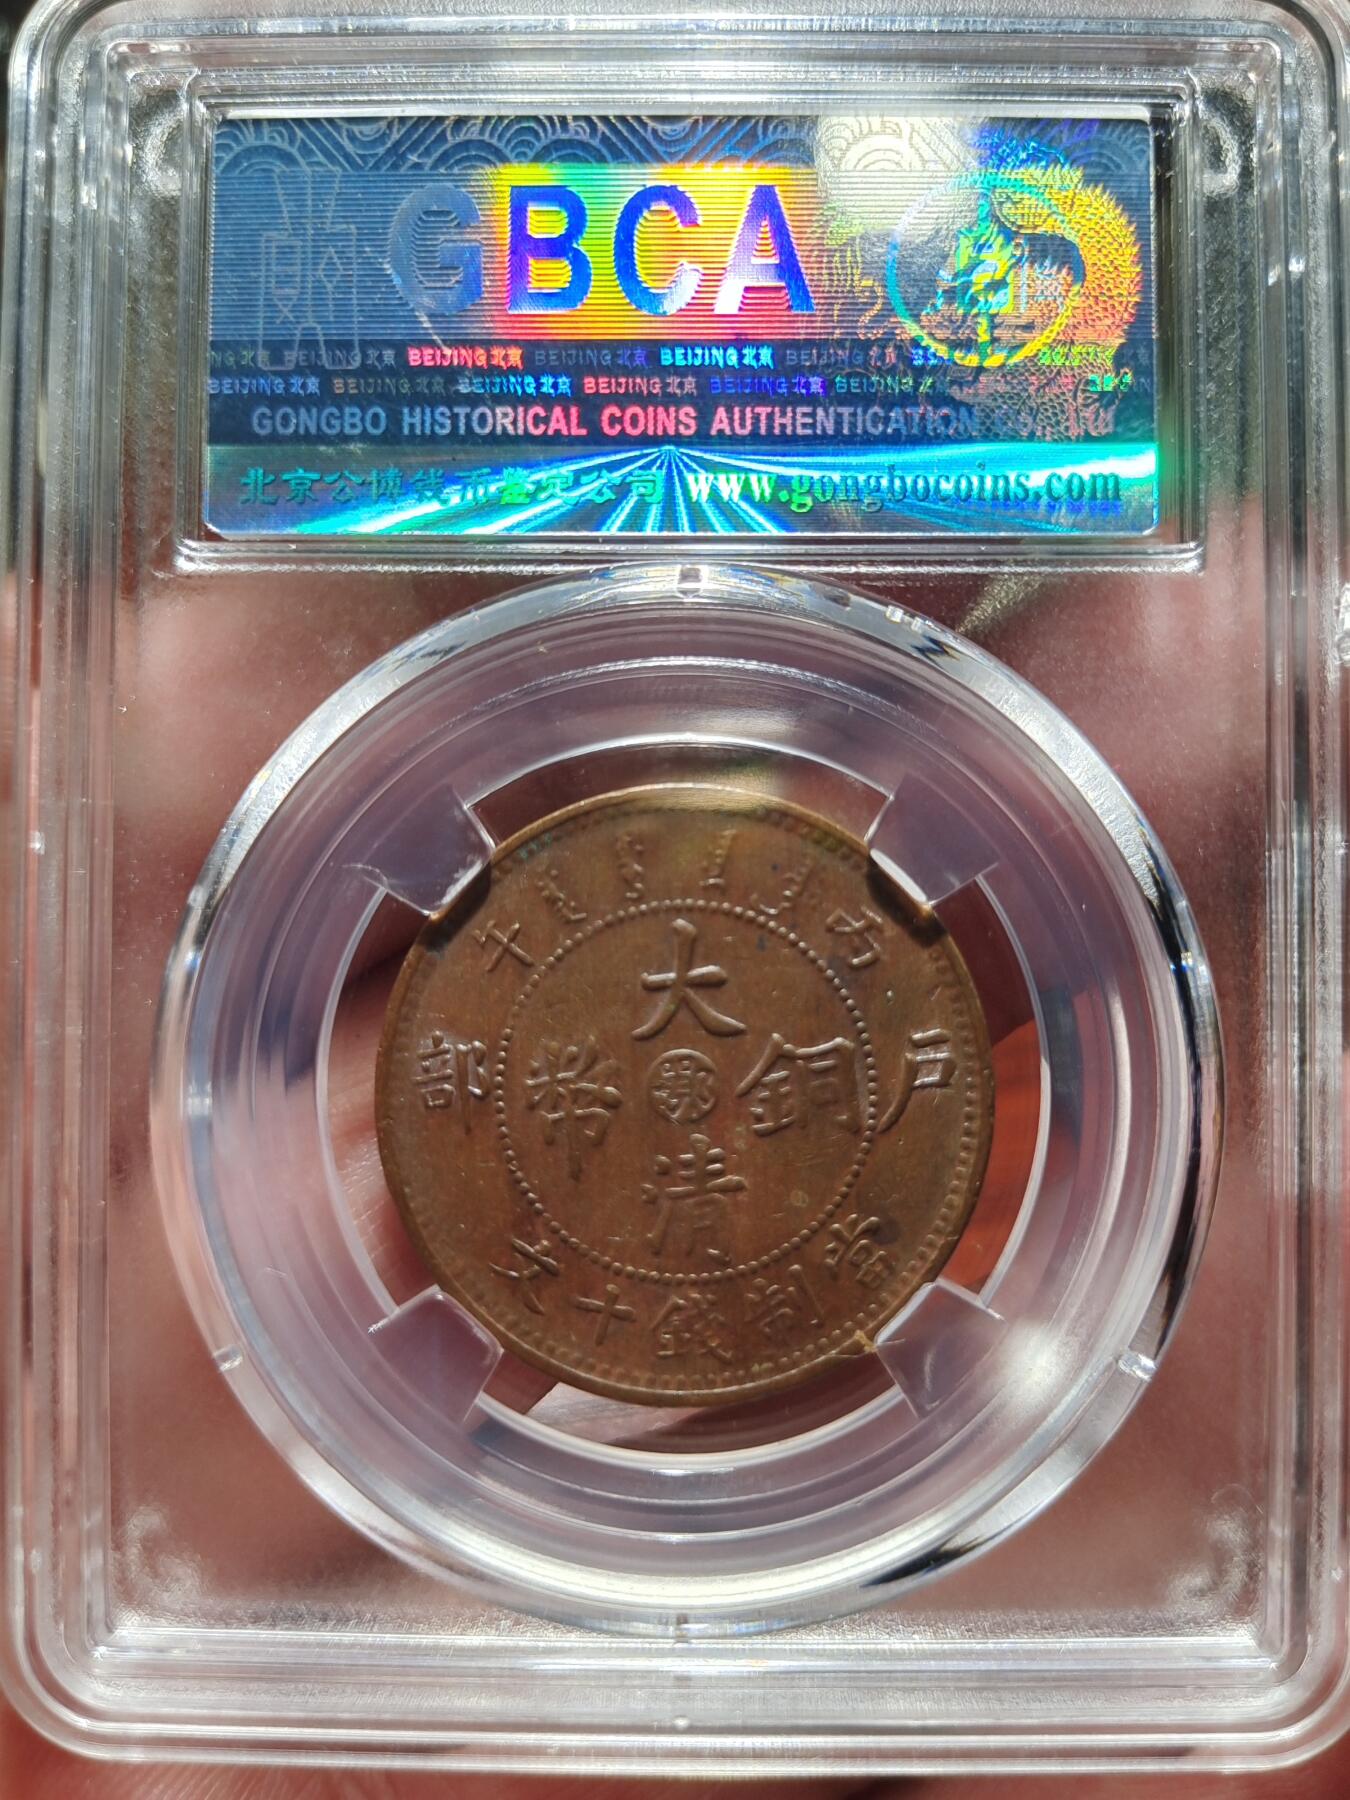 GBCA
BEIJING北京 BEIJING北京 BEIJING北京 BEIJING北京
BEIJING北京 BEIJING北京 BEIJING北京 BEIJING北京 BEIJING北京
GONGBO HISTORICAL COINS AUTHENTICATION Co., Ltd
北京公博钱币鉴定公司 www.gongbocoins.com
丙午
户部
大清銅幣
鄂
當制錢十文